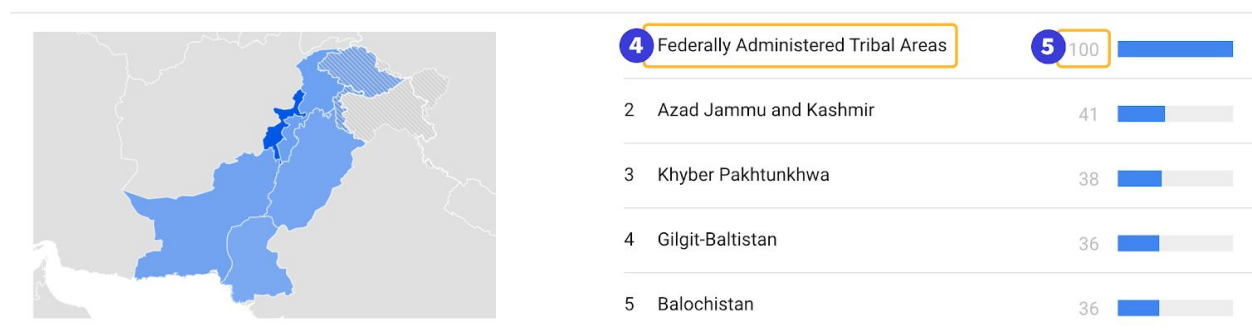 4 Federally Administered Tribal Areas 5 100
2 Azad Jammu and Kashmir 41
3 Khyber Pakhtunkhwa 38
4 Gilgit-Baltistan 36
5 Balochistan 36